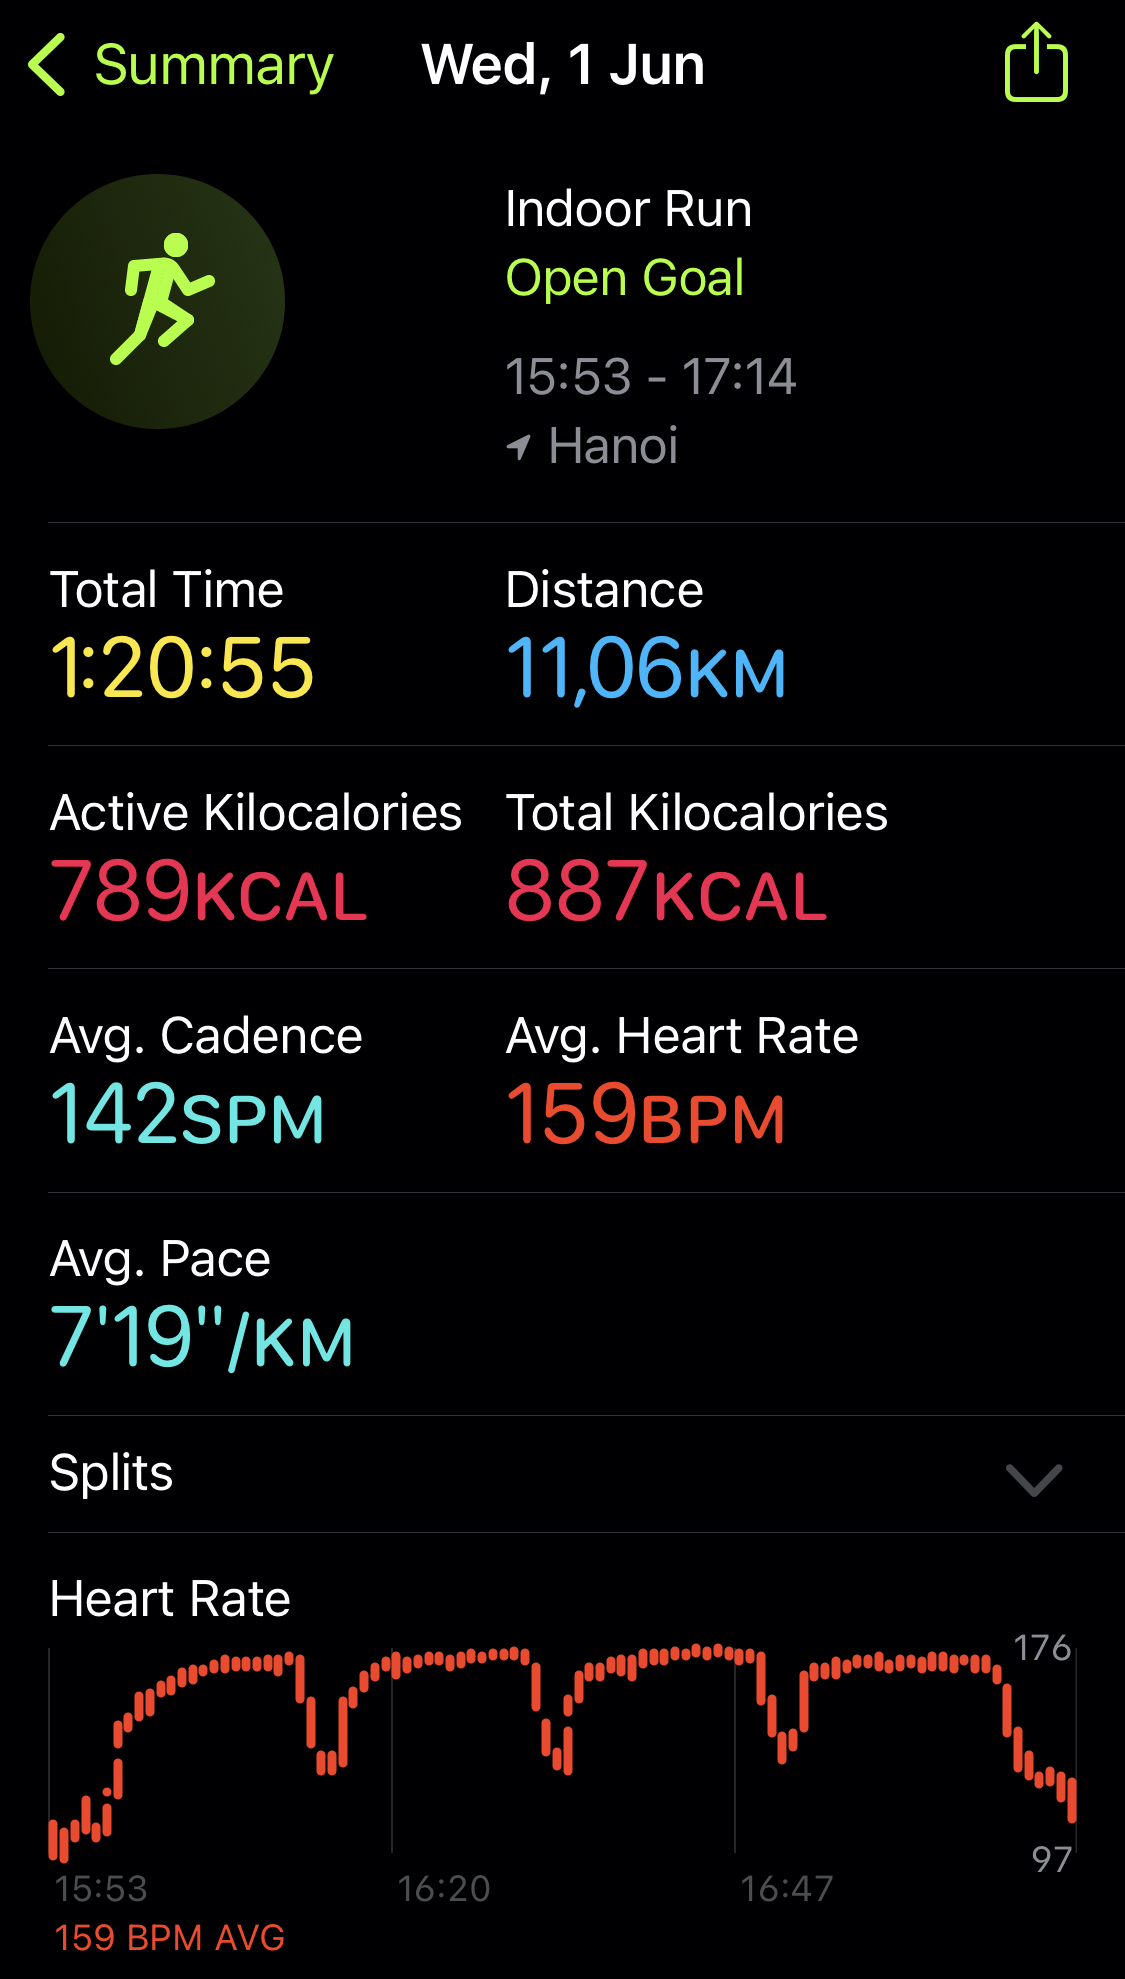 Summary
Wed, 1 Jun
Indoor Run
Open Goal
15:53 - 17:14
Hanoi
Total Time
1:20:55
Distance
11,06KM
Active Kilocalories
789KCAL
Total Kilocalories
887KCAL
Avg. Cadence
142SPM
Avg. Heart Rate
159BPM
Avg. Pace
7'19"/KM
Splits
Heart Rate
176
97
15:53 16:20 16:47
159 BPM AVG